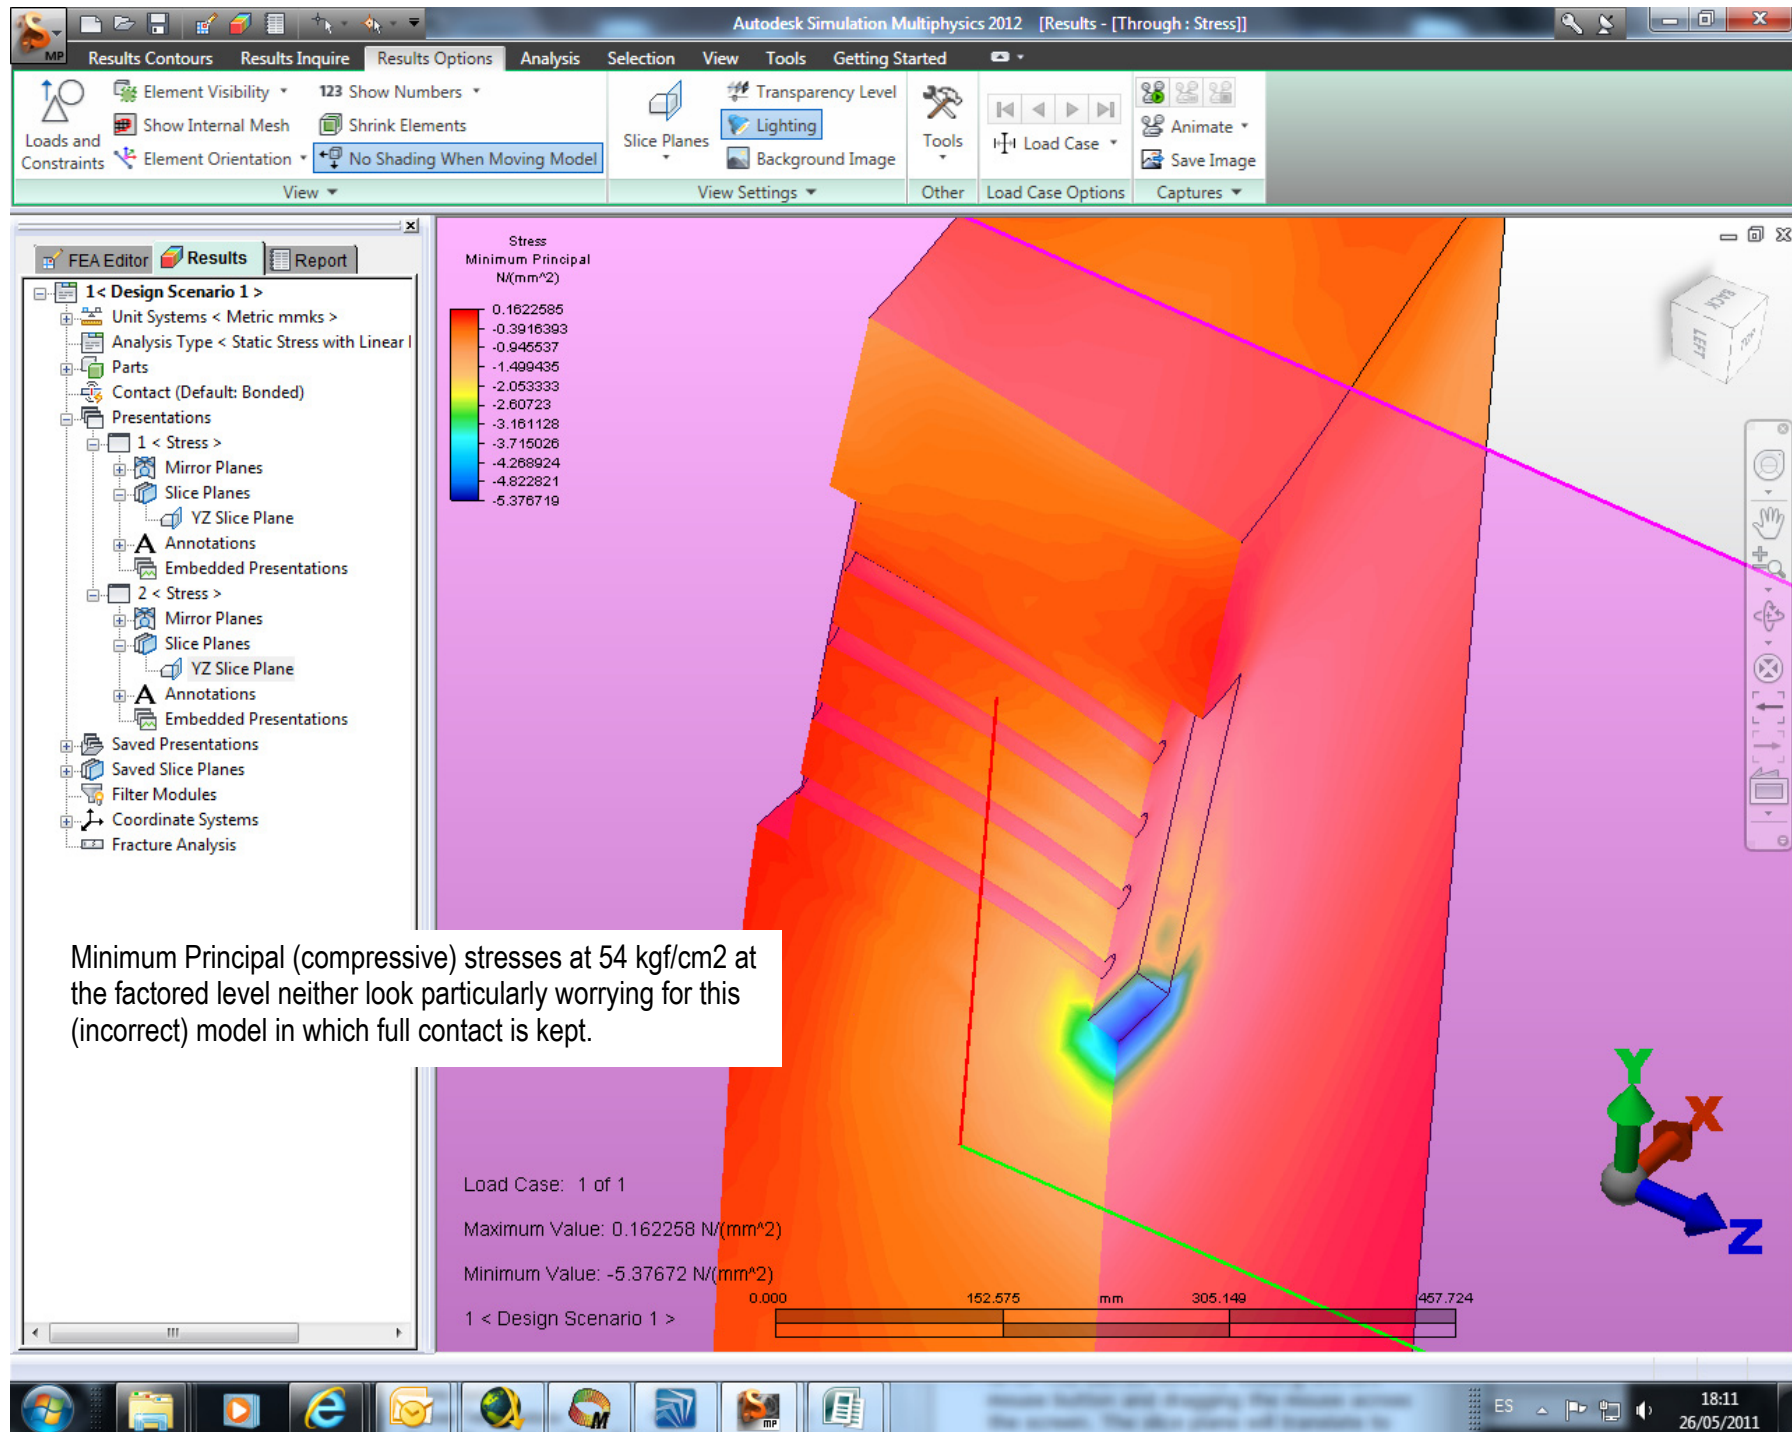 Autodesk Simulation Multiphysics 2012 [Results - [Through : Stress]]
MP
Results Contours Results Inquire Results Options Analysis Selection View Tools Getting Started
Loads and Constraints
Element Visibility
Show Internal Mesh
Element Orientation
123 Show Numbers
Shrink Elements
No Shading When Moving Model
View
Slice Planes
Transparency Level
Lighting
Background Image
View Settings
Tools
Other
Load Case
Load Case Options
Animate
Save Image
Captures
FEA Editor Results Report
1< Design Scenario 1 >
Unit Systems < Metric mmks >
Analysis Type < Static Stress with Linear
Parts
Contact (Default: Bonded)
Presentations
1 < Stress >
Mirror Planes
Slice Planes
YZ Slice Plane
A Annotations
Embedded Presentations
2 < Stress >
Mirror Planes
Slice Planes
YZ Slice Plane
A Annotations
Embedded Presentations
Saved Presentations
Saved Slice Planes
Filter Modules
Coordinate Systems
Fracture Analysis
Stress
Minimum Principal
N/(mm^2)
0.1622585
-0.3916393
-0.945537
-1.499435
-2.053333
-2.60723
-3.161128
-3.715026
-4.268924
-4.822821
-5.376719
BACK
LEFT
Minimum Principal (compressive) stresses at 54 kgf/cm2 at
the factored level neither look particularly worrying for this
(incorrect) model in which full contact is kept.
Y
X
Z
Load Case: 1 of 1
Maximum Value: 0.162258 N/(mm^2)
Minimum Value: -5.37672 N/(mm^2)
1 < Design Scenario 1 >
0.000 152.575 mm 305.149 457.724
M
MP
ES
18:11
26/05/2011